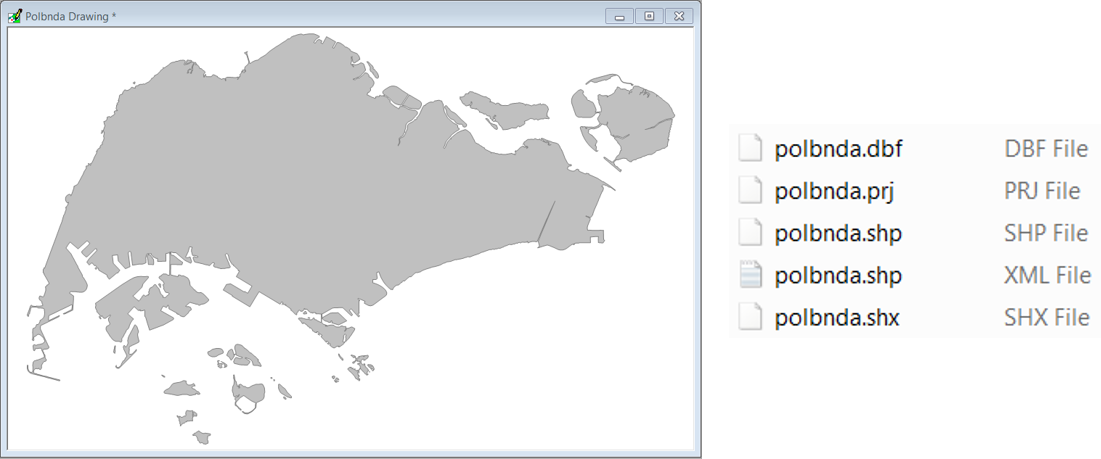 Polbnda Drawing *
polbnda.dbf DBF File
polbnda.prj PRJ File
polbnda.shp SHP File
polbnda.shp XML File
polbnda.shx SHX File